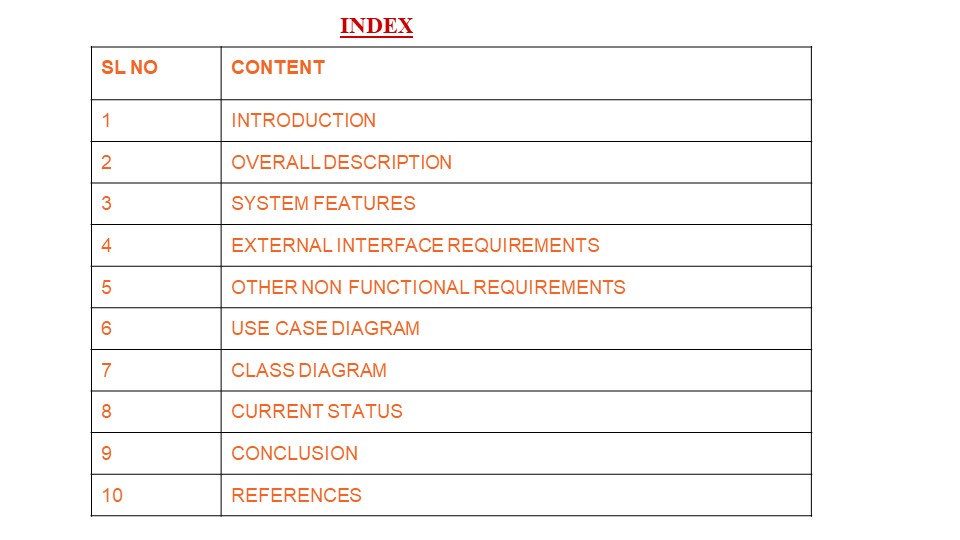 INDEX
SL NO CONTENT
1 INTRODUCTION
2 OVERALL DESCRIPTION
3 SYSTEM FEATURES
4 EXTERNAL INTERFACE REQUIREMENTS
5 OTHER NON FUNCTIONAL REQUIREMENTS
6 USE CASE DIAGRAM
7 CLASS DIAGRAM
8 CURRENT STATUS
9 CONCLUSION
10 REFERENCES